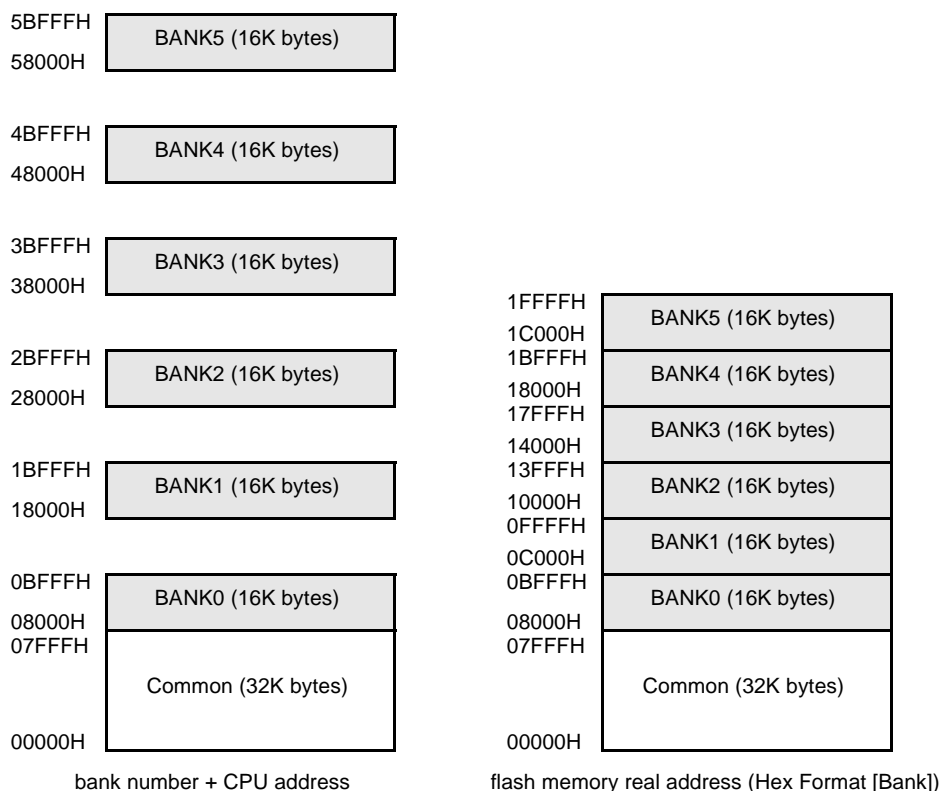 5BFFFH
BANK5 (16K bytes)
58000H
4BFFFH
BANK4 (16K bytes)
48000H
3BFFFH
BANK3 (16K bytes)
38000H
2BFFFH
BANK2 (16K bytes)
28000H
1BFFFH
BANK1 (16K bytes)
18000H
0BFFFH
BANK0 (16K bytes)
08000H
07FFFH
Common (32K bytes)
00000H
bank number + CPU address
1FFFFH
BANK5 (16K bytes)
1C000H
1BFFFH
BANK4 (16K bytes)
18000H
17FFFH
BANK3 (16K bytes)
14000H
13FFFH
BANK2 (16K bytes)
10000H
0FFFFH
BANK1 (16K bytes)
0C000H
0BFFFH
BANK0 (16K bytes)
08000H
07FFFH
Common (32K bytes)
00000H
flash memory real address (Hex Format [Bank])